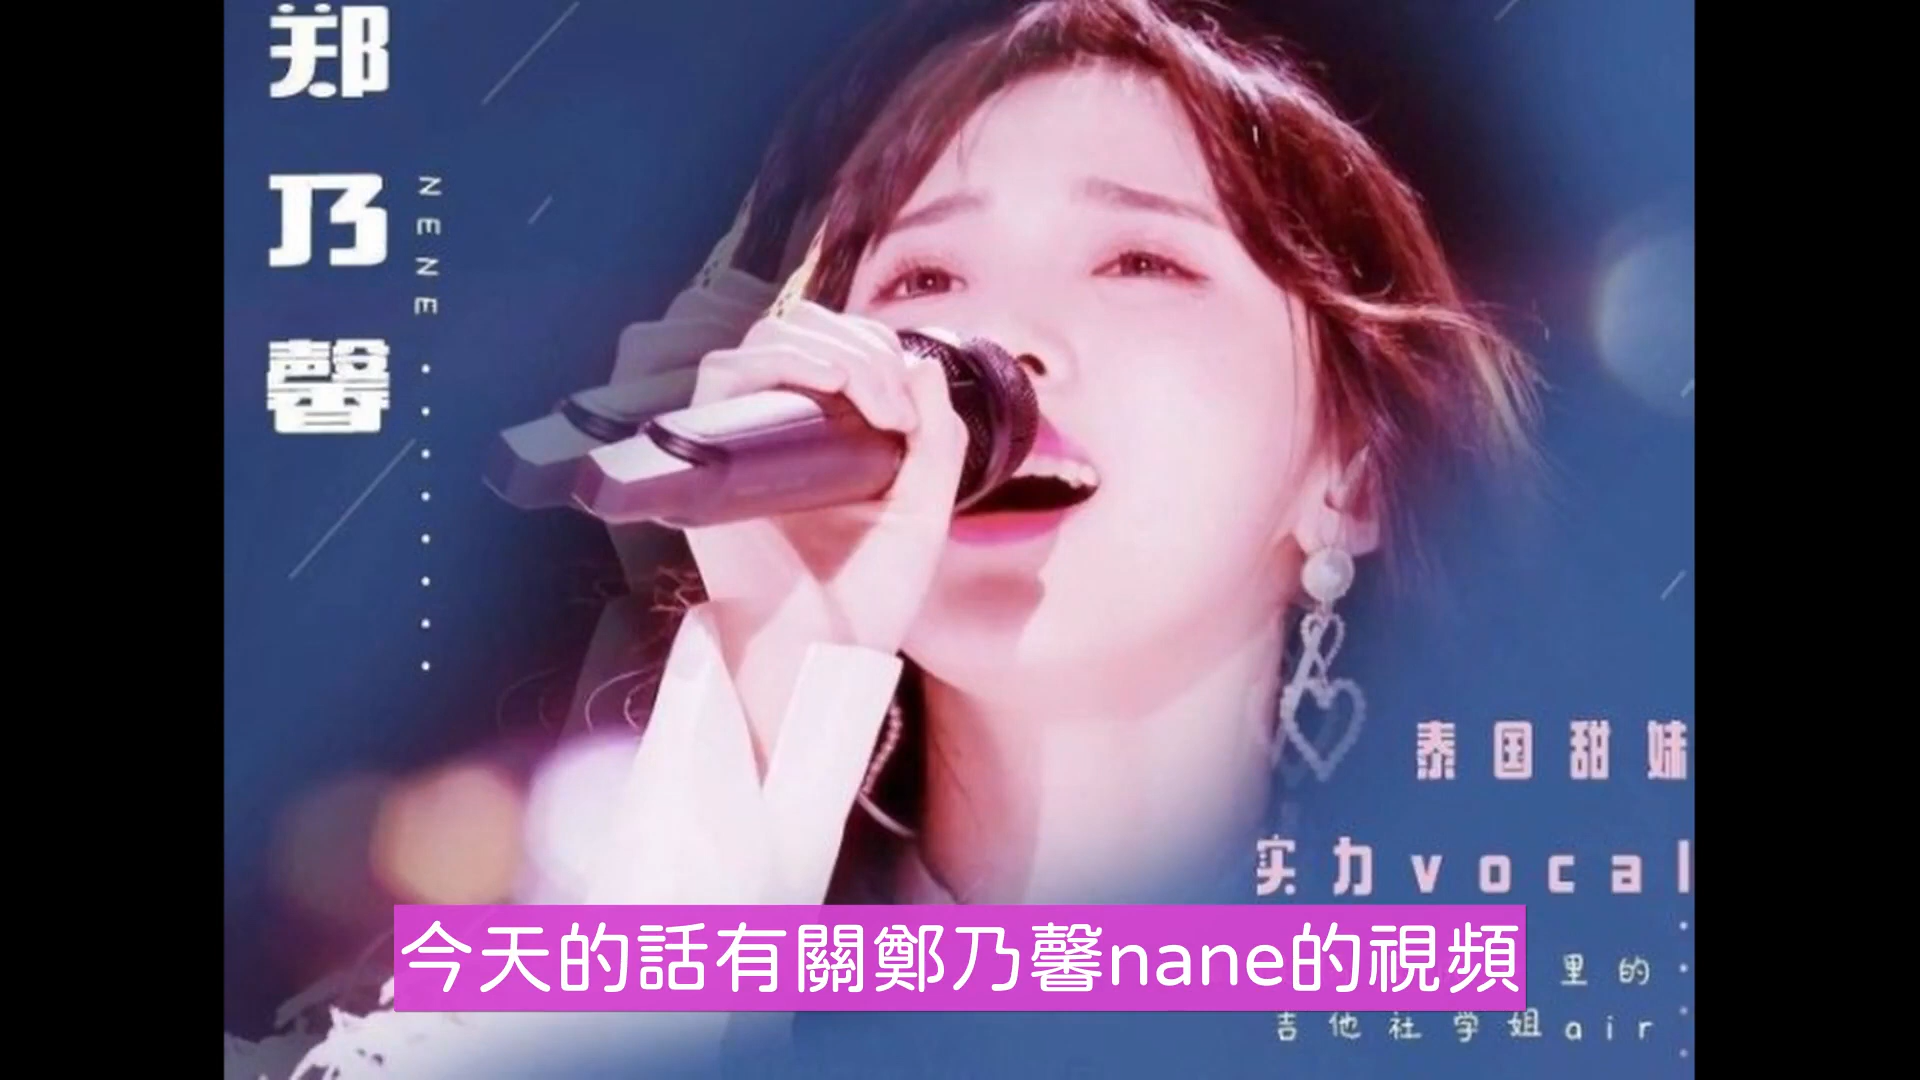 郑乃馨
NENE
泰国甜妹
实力vocal
今天的話有關鄭乃馨nane的視頻
里的
吉他社学姐air